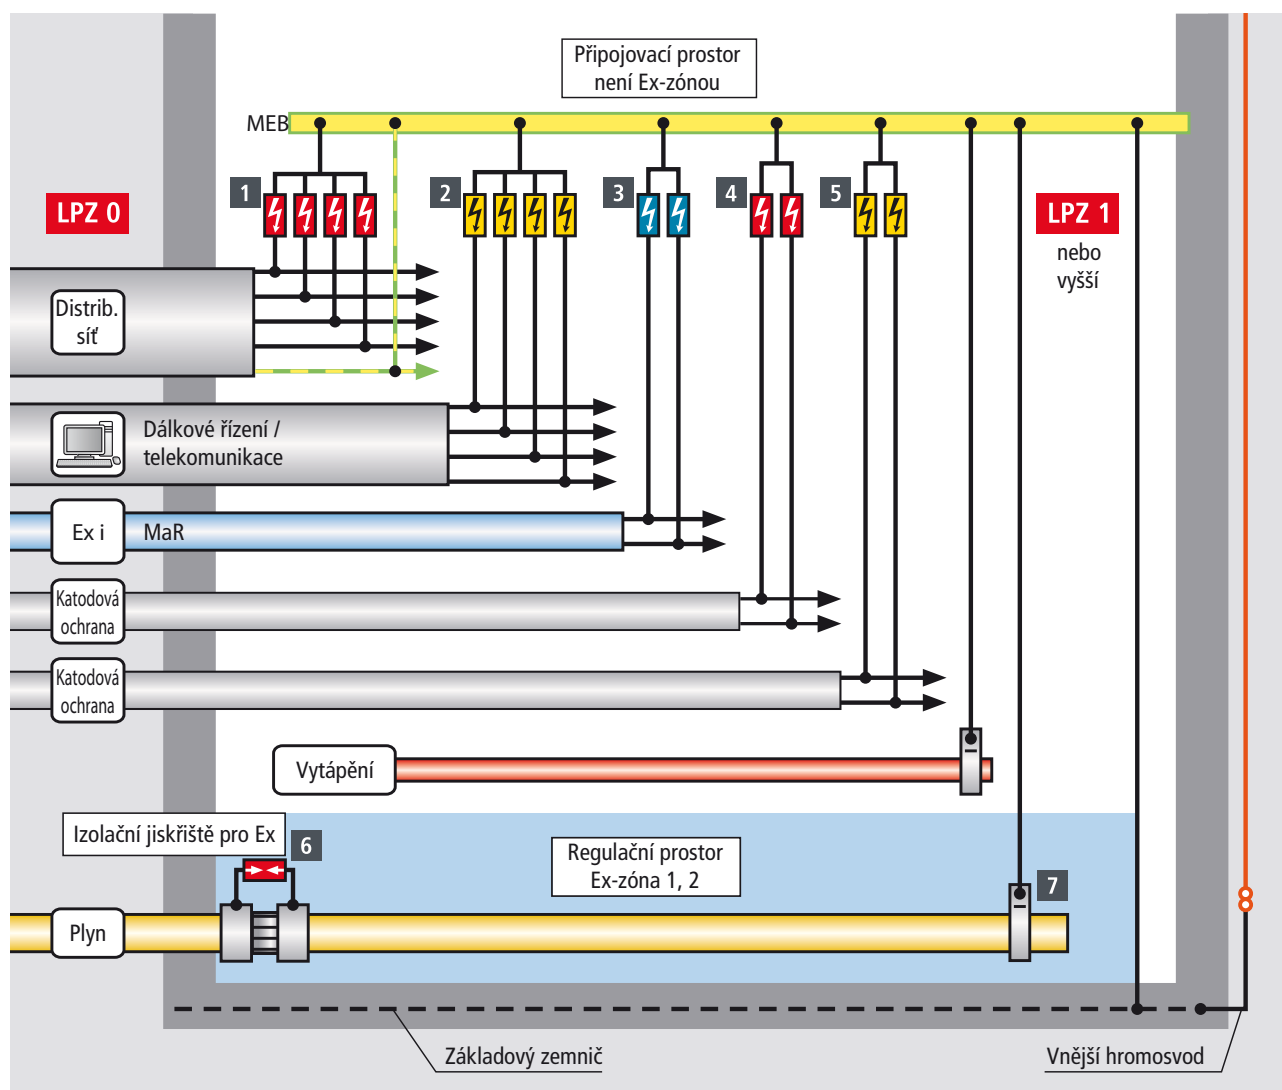 Připojovací prostor
není Ex-zónou
MEB
1
2
3
4
5
LPZ 0
LPZ 1
nebo
vyšší
Distrib.
síť
Dálkové řízení /
telekomunikace
Ex i
MaR
Katodová
ochrana
Katodová
ochrana
Vytápění
Izolační jiskřiště pro Ex
6
Regulační prostor
Ex-zóna 1, 2
7
Plyn
Základový zemnič
Vnější hromosvod